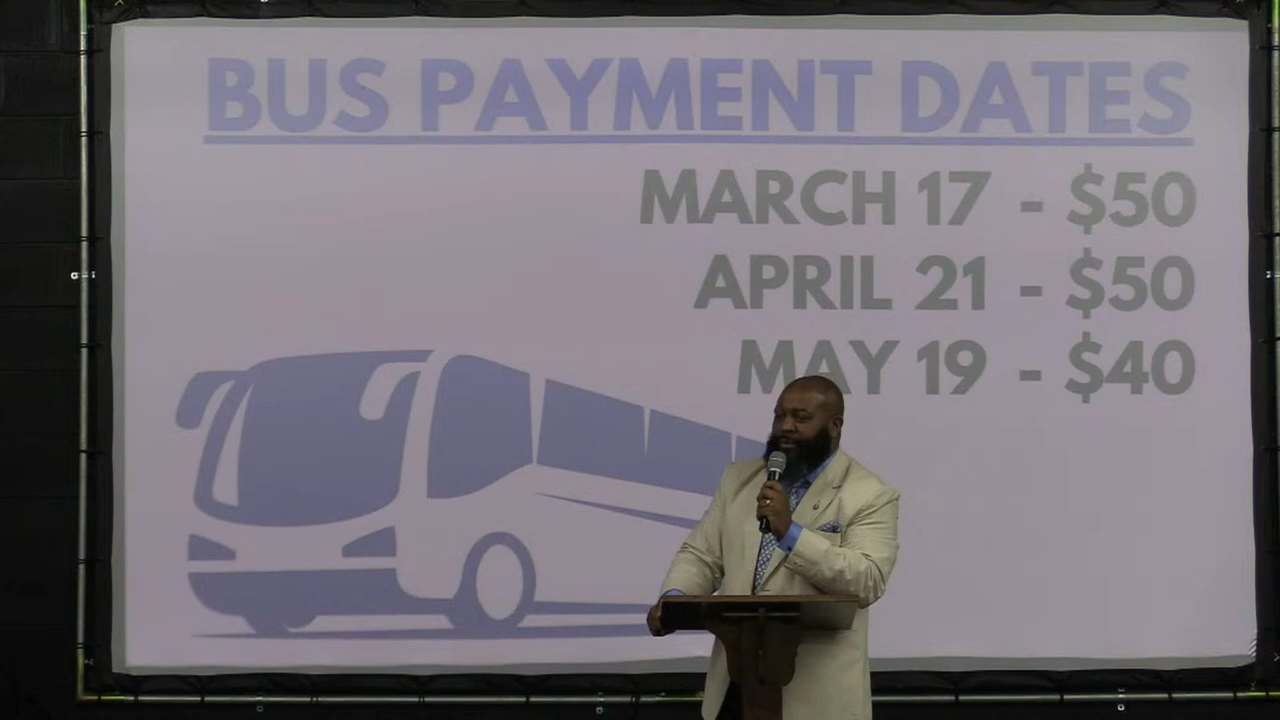 BUS PAYMENT DATES
MARCH 17 - $50
APRIL 21 - $50
MAY 19 - $40